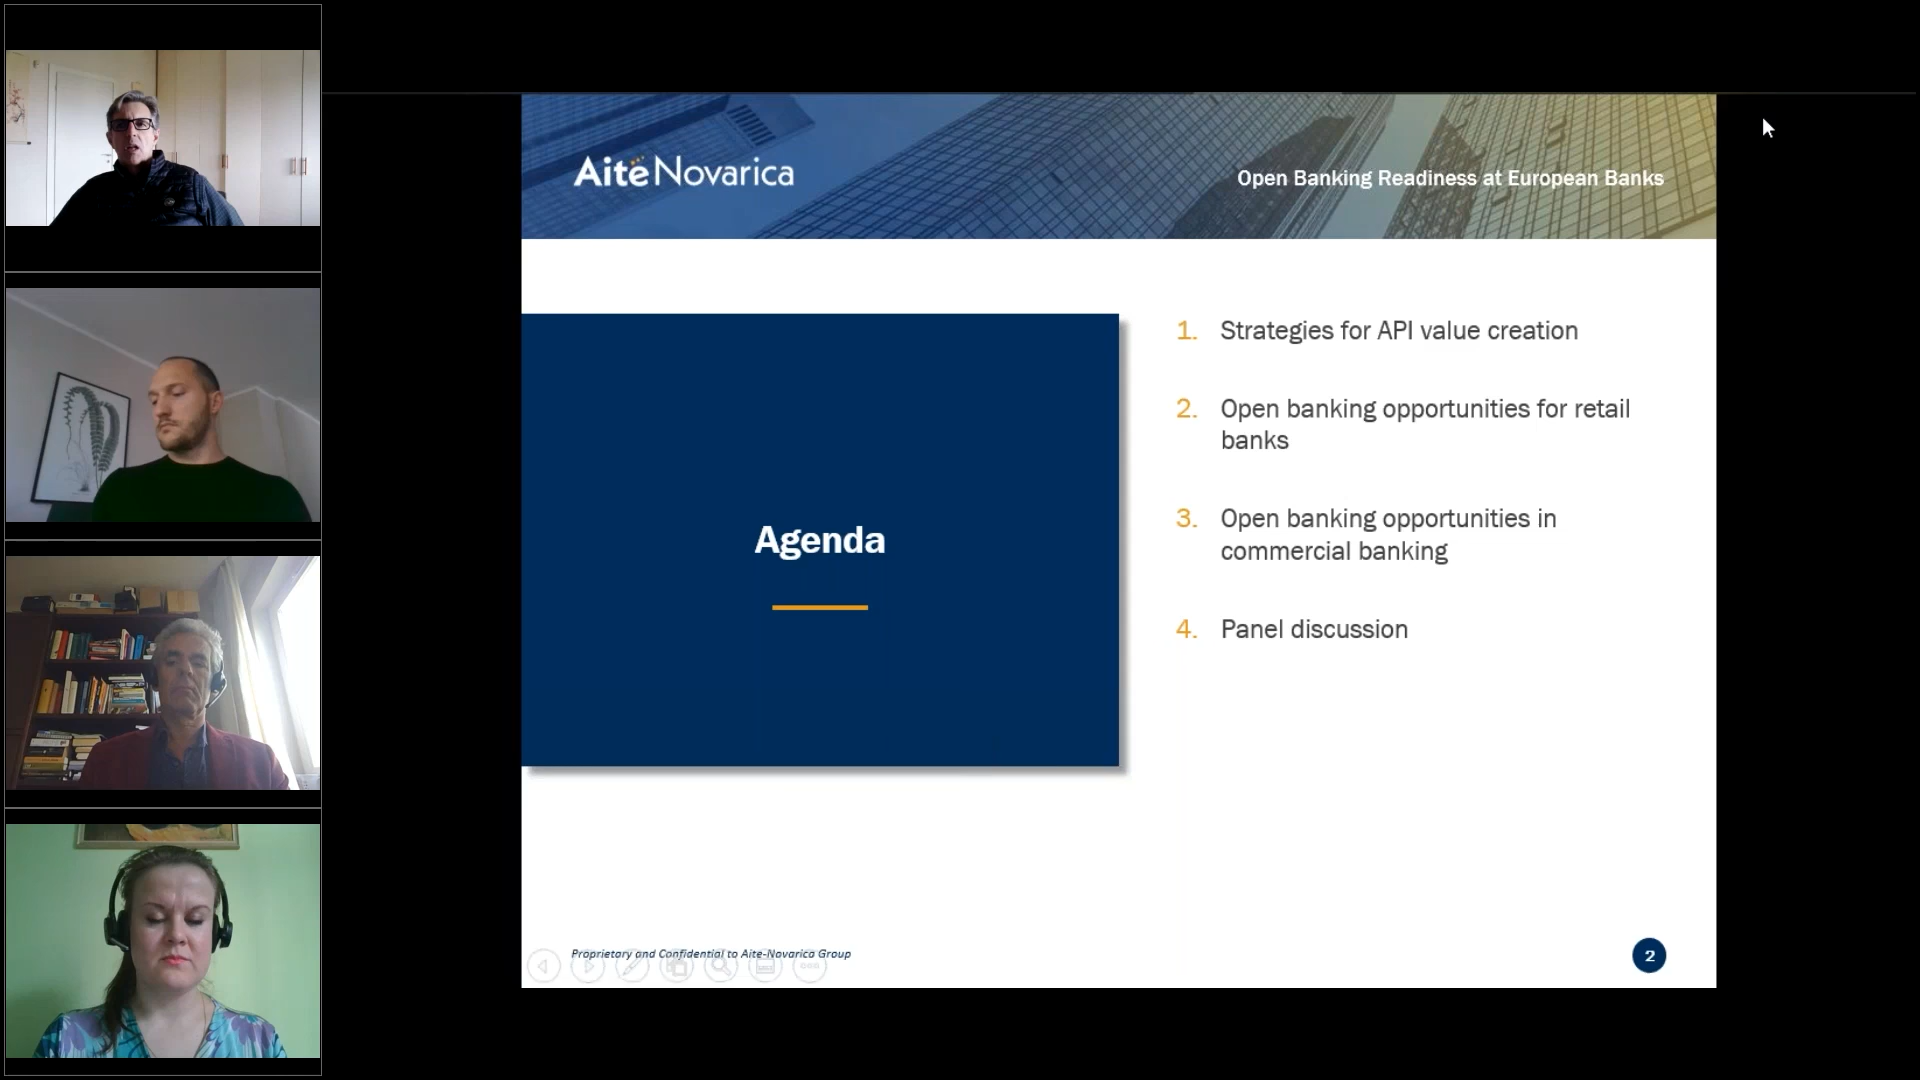 Aitë Novarica
Open Banking Readiness at European Banks
Agenda
1. Strategies for API value creation
2. Open banking opportunities for retail
banks
3. Open banking opportunities in
commercial banking
4. Panel discussion
Proprietary and Confidential to Aite-Novarica Group
2